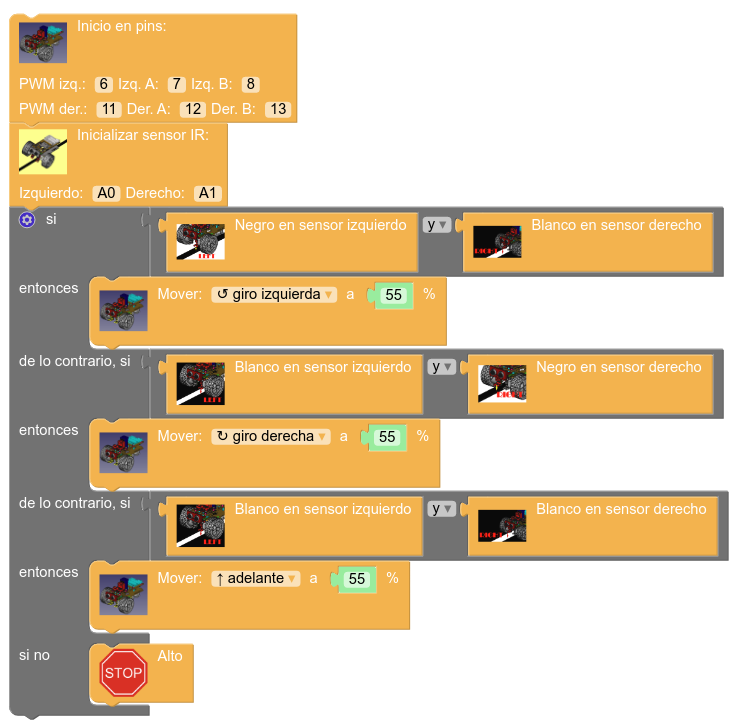 Inicio en pins:
PWM izq.: 6 Izq. A: 7 Izq. B: 8
PWM der.: 11 Der. A: 12 Der. B: 13
Inicializar sensor IR:
Izquierdo: A0 Derecho: A1
si Negro en sensor izquierdo y Blanco en sensor derecho
LEFT
entonces Mover: ↺ giro izquierda ▾ a 55 %
de lo contrario, si Blanco en sensor izquierdo y Negro en sensor derecho
LEFT
entonces Mover: ↻ giro derecha ▾ a 55 %
de lo contrario, si Blanco en sensor izquierdo y Blanco en sensor derecho
LEFT
entonces Mover: ↑ adelante ▾ a 55 %
si no Alto
STOP